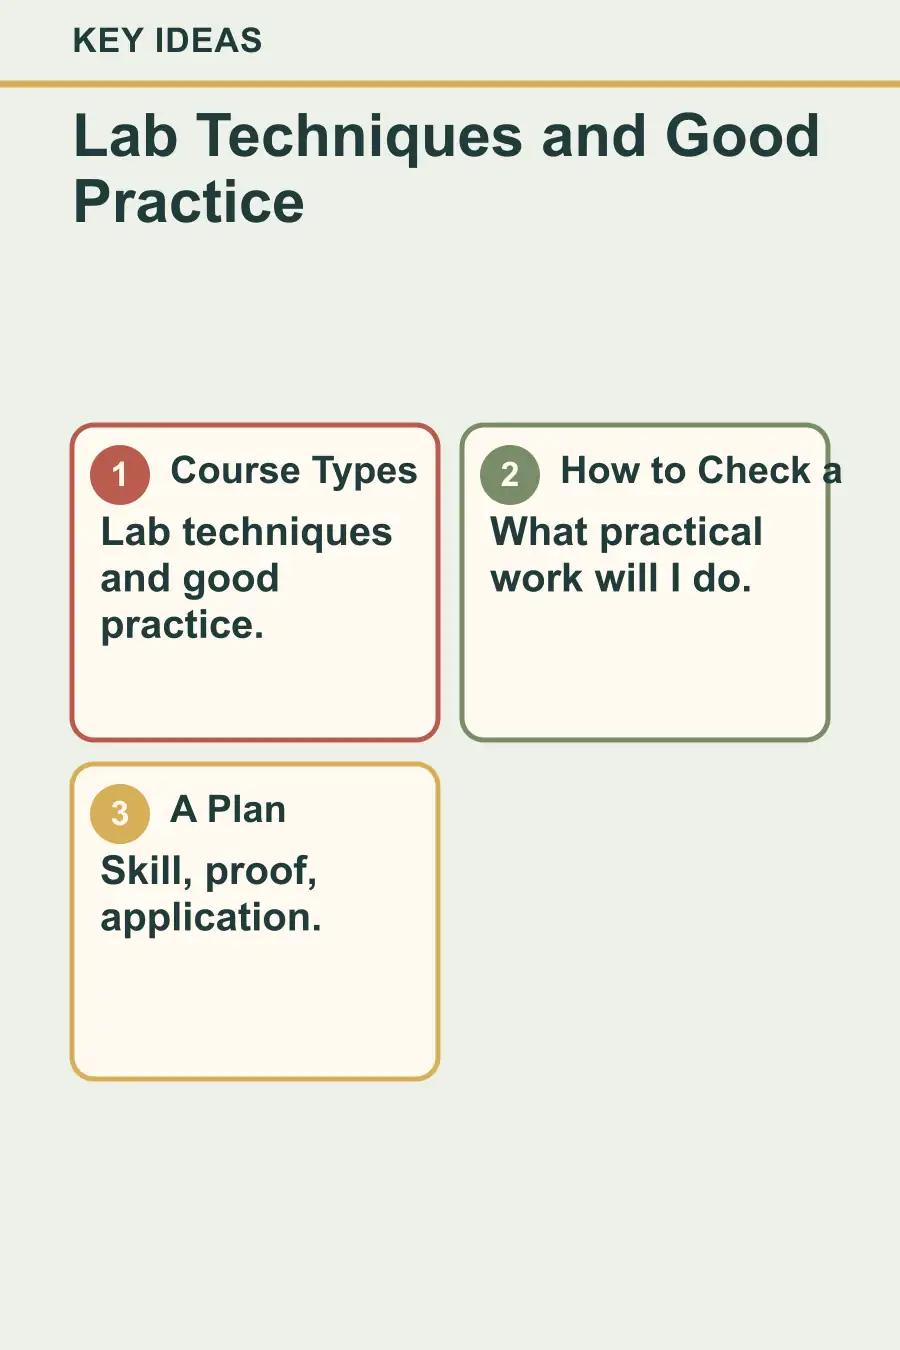 KEY IDEAS
Lab Techniques and Good
Practice
1 Course Types
Lab techniques
and good
practice.
2 How to Check a
What practical
work will I do.
3 A Plan
Skill, proof,
application.